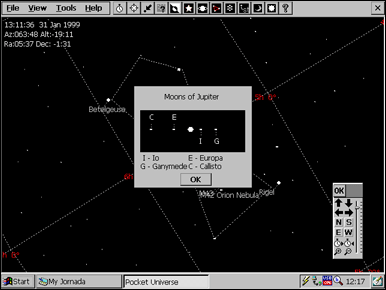 File View Tools Help
13:11:36 31 Jan 1999
Az:063:48 Alt:-19:11
Ra:05:37 Dec: -1:31
Betelgeuse
Moons of Jupiter
C E
I G
I - Io E - Europa
G - Ganymede C - Callisto
OK
M42 Orion Nebula
Rigel
OK
N S
E W
Start My Jornada Pocket Universe 12:17